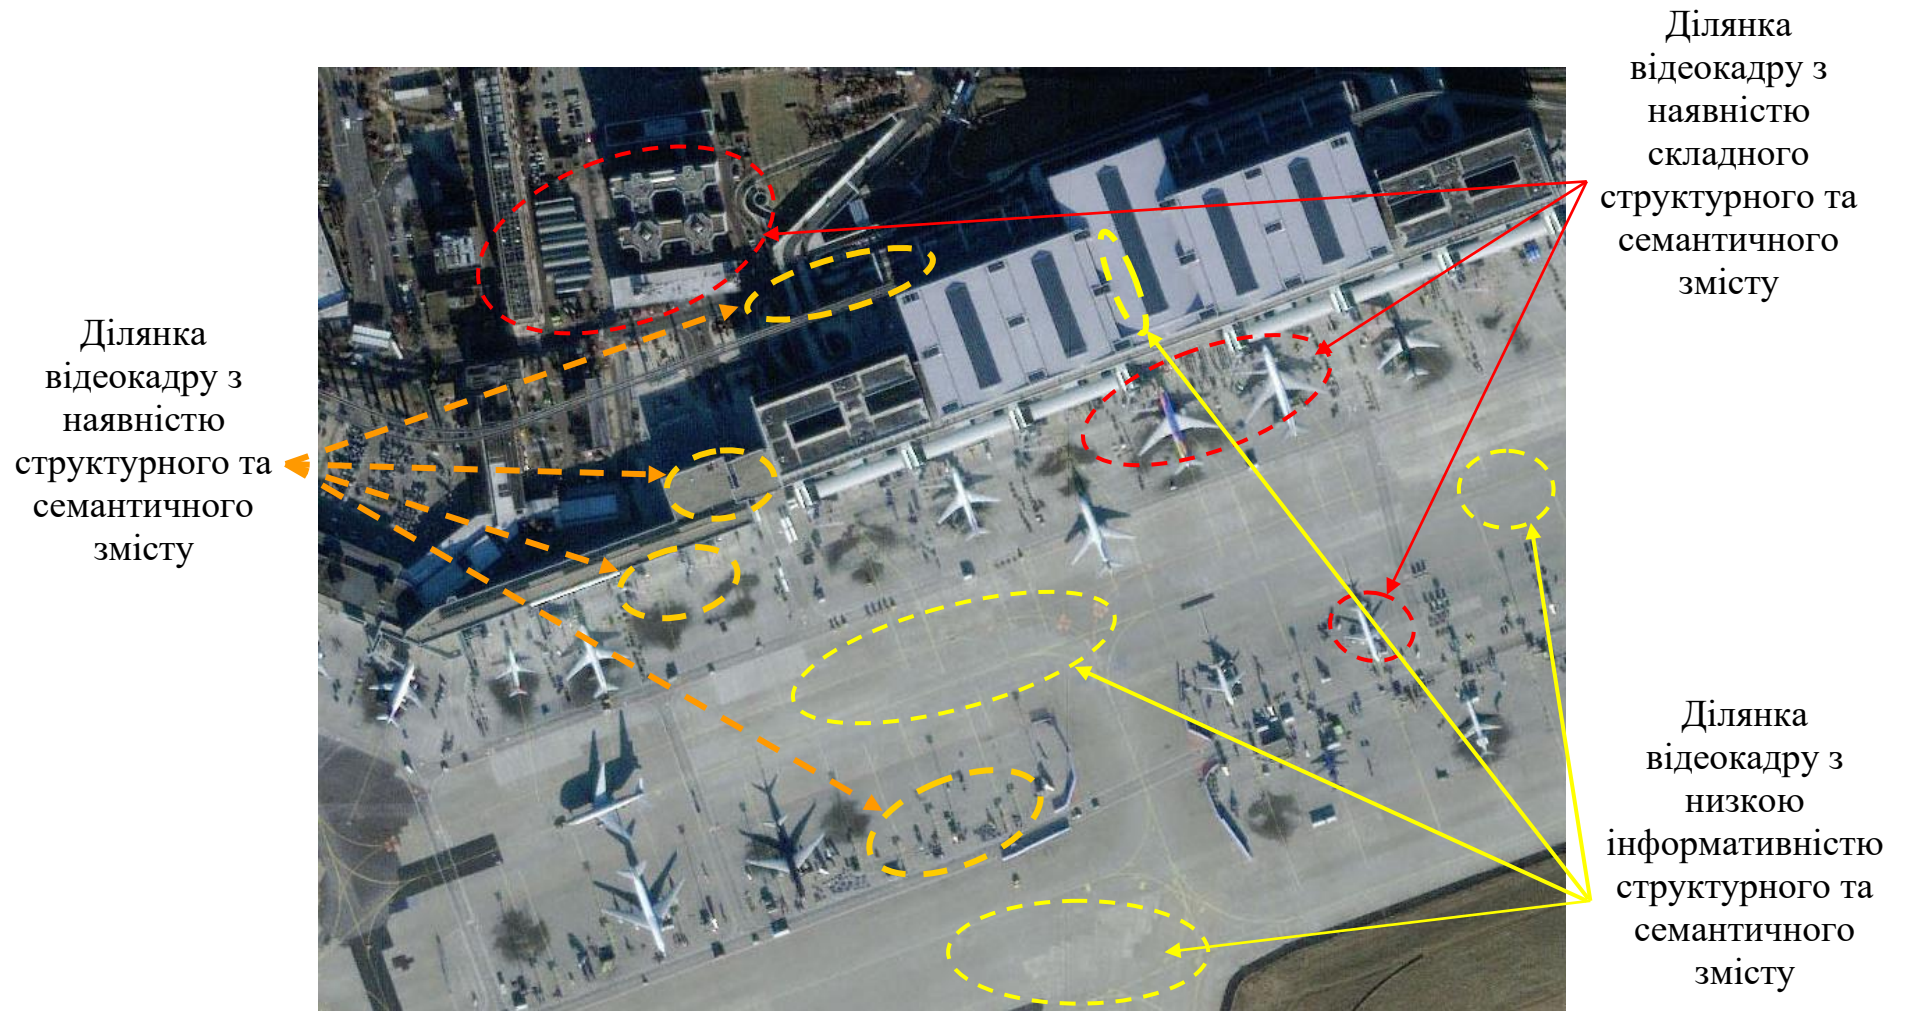 Ділянка
відеокадру з
наявністю
складного
структурного та
семантичного
змісту
Ділянка
відеокадру з
наявністю
структурного та
семантичного
змісту
Ділянка
відеокадру з
низкою
інформативністю
структурного та
семантичного
змісту